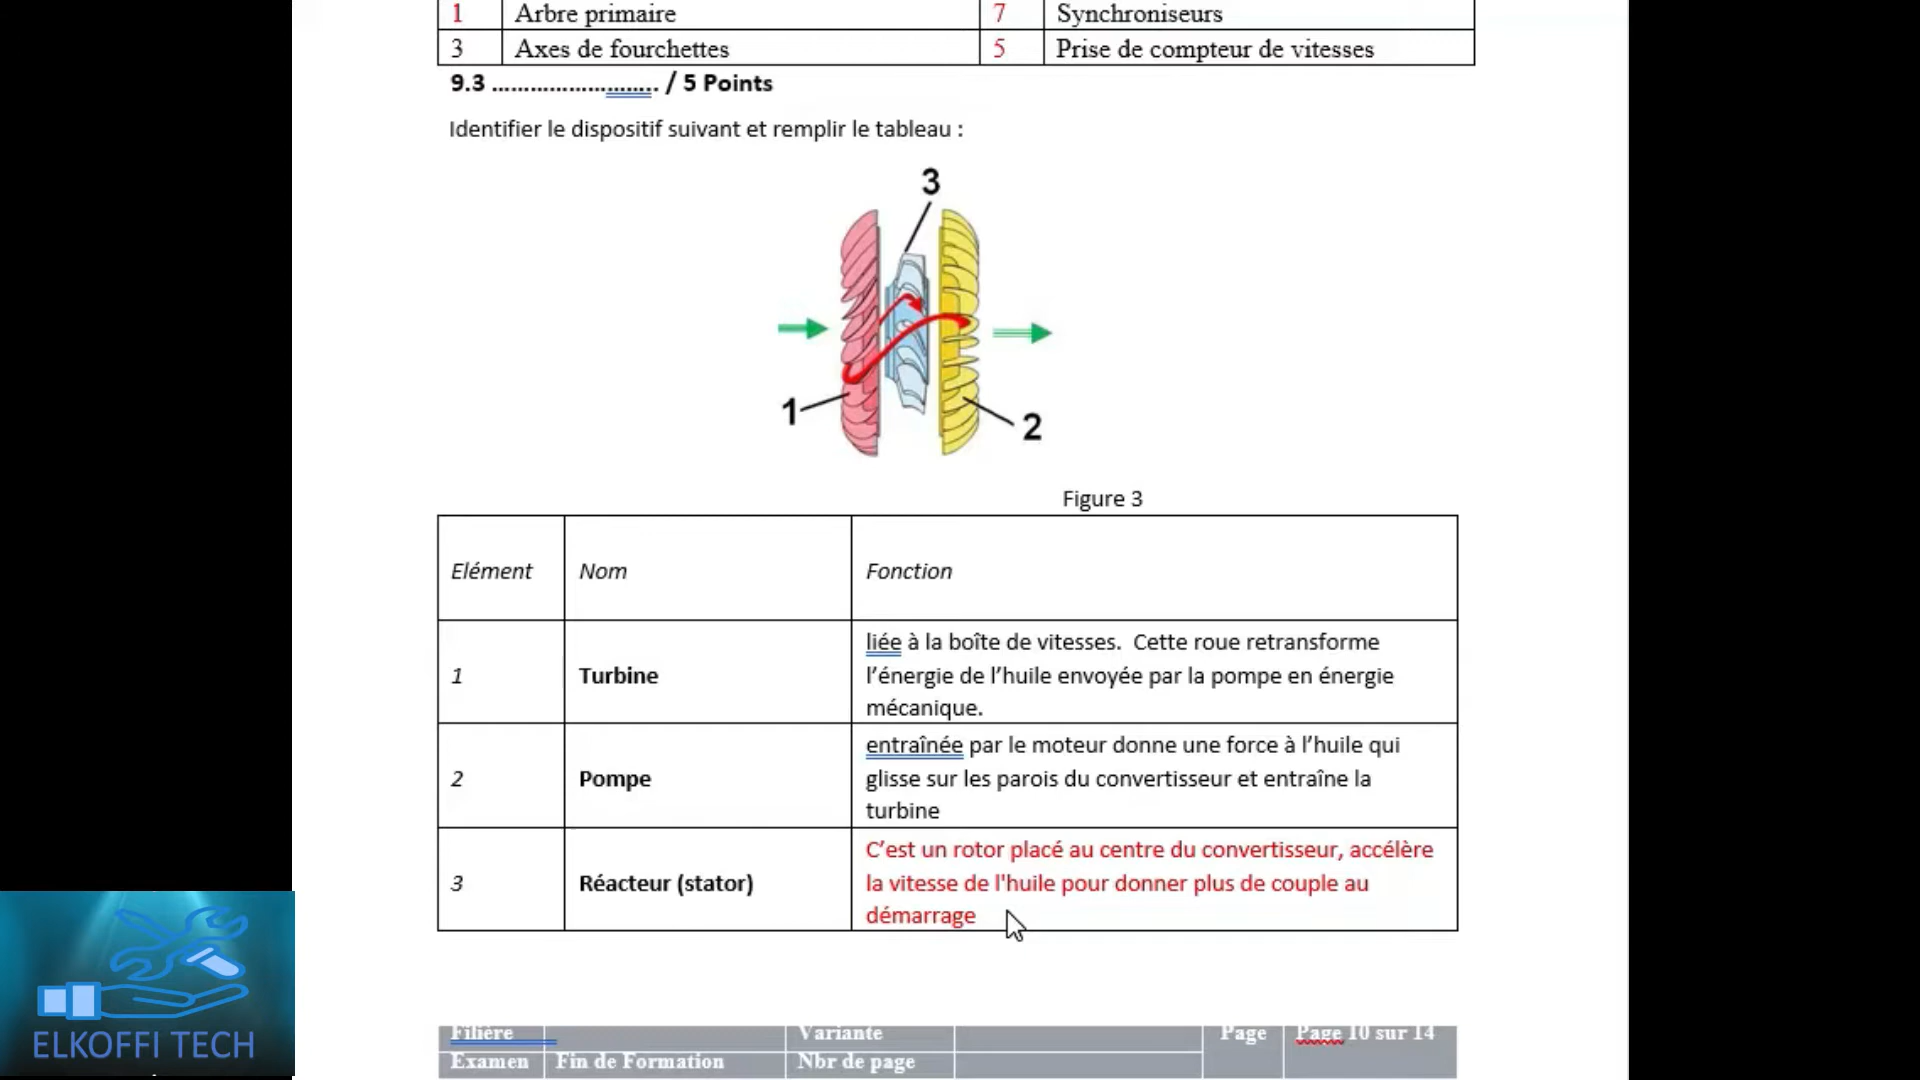 1 Arbre primaire 7 Synchroniseurs
3 Axes de fourchettes 5 Prise de compteur de vitesses
9.3 .......................... / 5 Points
Identifier le dispositif suivant et remplir le tableau :
3
1
2
Figure 3
Elément Nom Fonction
1 Turbine liée à la boîte de vitesses. Cette roue retransforme
l’énergie de l’huile envoyée par la pompe en énergie
mécanique.
2 Pompe entraînée par le moteur donne une force à l’huile qui
glisse sur les parois du convertisseur et entraîne la
turbine
3 Réacteur (stator) C’est un rotor placé au centre du convertisseur, accélère
la vitesse de l'huile pour donner plus de couple au
démarrage
Filière Variante Page Page 10 sur 14
Examen Fin de Formation Nbr de page
ELKOFFI TECH